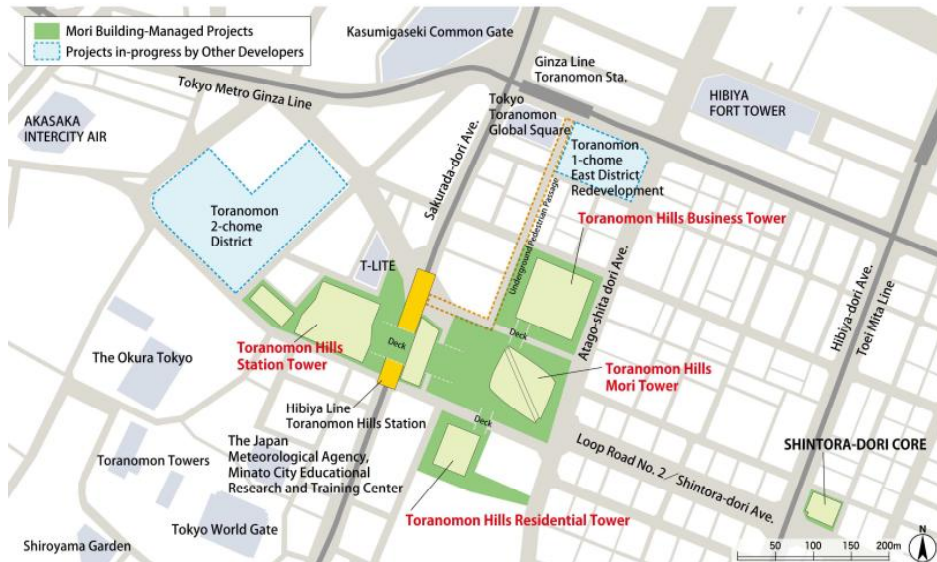 Mori Building-Managed Projects
Projects in-progress by Other Developers
Kasumigaseki Common Gate
Ginza Line
Toranomon Sta.
Tokyo Metro Ginza Line
AKASAKA
INTERCITY AIR
Tokyo
Toranomon
Global Square
HIBIYA
FORT TOWER
Toranomon
1-chome
East District
Redevelopment
Sakurada-dori Ave.
Underground Pedestrian Passage
Toranomon
2-chome
District
T-LITE
Toranomon Hills Business Tower
Atago-shita dori Ave.
Hibiya-dori Ave.
Toei Mita Line
Deck
Deck
Toranomon Hills
Station Tower
The Okura Tokyo
Toranomon Hills
Mori Tower
Hibiya Line
Toranomon Hills Station
Deck
The Japan
Meteorological Agency,
Minato City Educational
Research and Training Center
Toranomon Towers
Loop Road No. 2／Shintora-dori Ave.
SHINTORA-DORI CORE
Tokyo World Gate
Toranomon Hills Residential Tower
Shiroyama Garden
N
50 100 150 200m